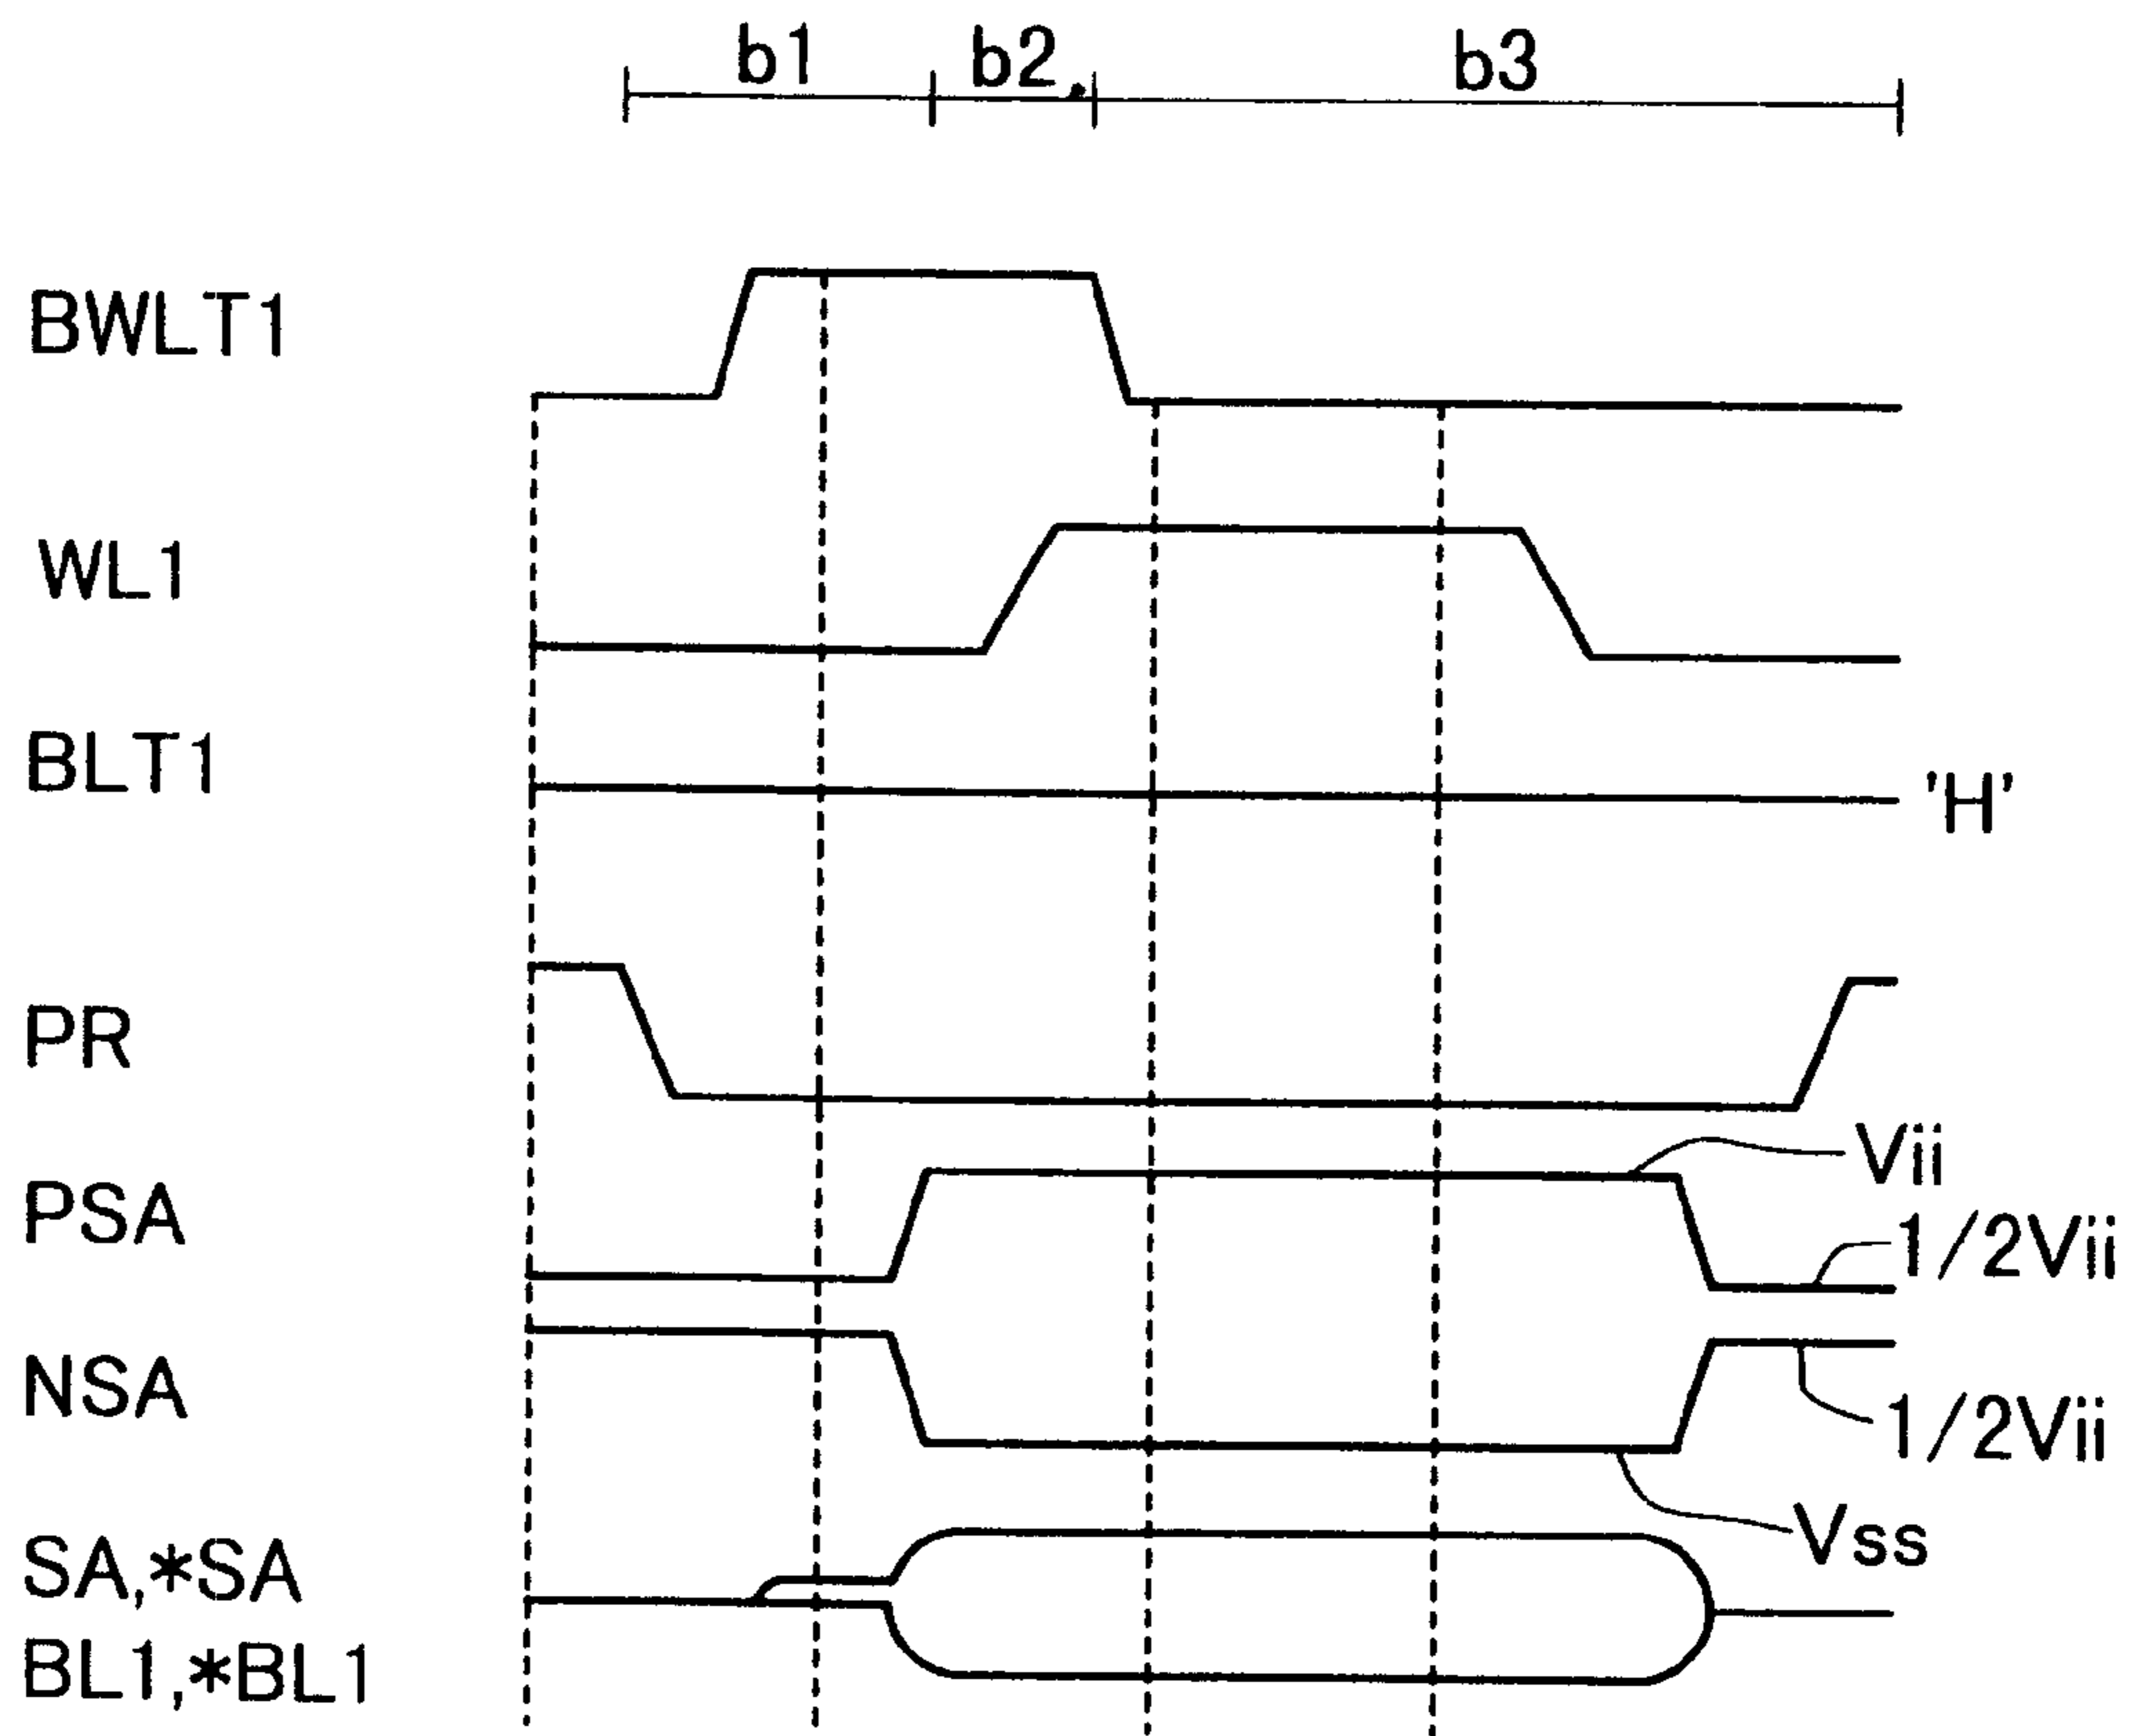 b1 b2 b3
BWLT1
WL1
BLT1
'H'
PR
Vii
PSA
1/2Vii
NSA
1/2Vii
Vss
SA,*SA
BL1,*BL1